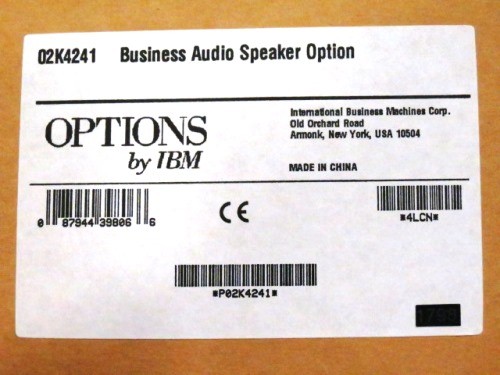 02K4241 Business Audio Speaker Option
OPTIONS
by IBM
International Business Machines Corp.
Old Orchard Road
Armonk, New York, USA 10504
MADE IN CHINA
0 87944 39806 6
CE
*4LCN*
*P02K4241*